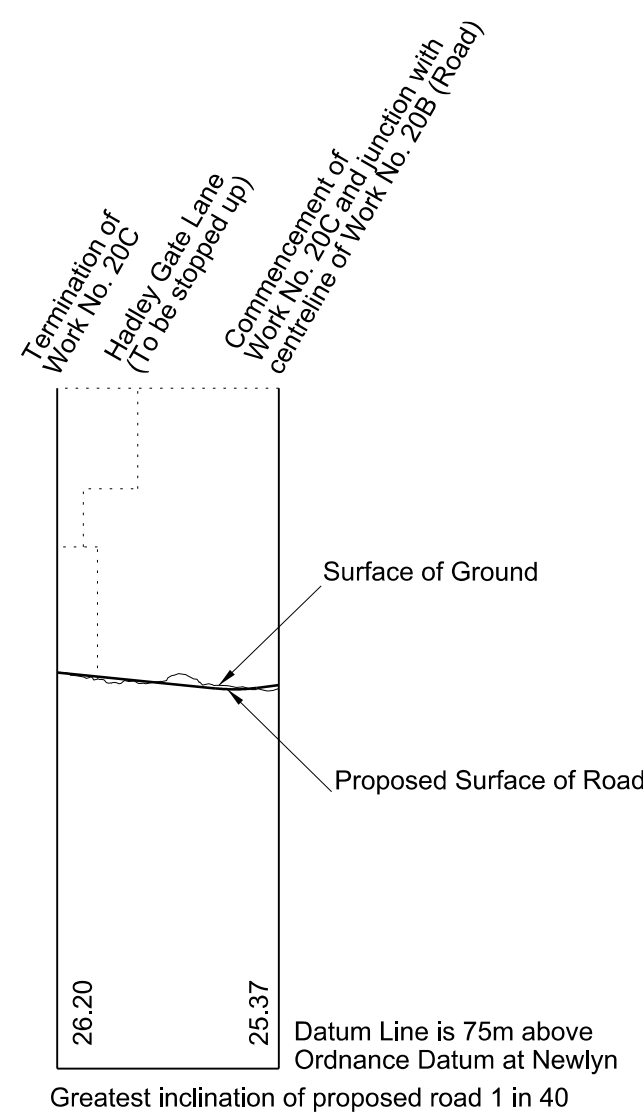 Termination of
Work No. 20C
Hadley Gate Lane
(To be stopped up)
Commencement of
Work No. 20C and junction with
centreline of Work No. 20B (Road)
Surface of Ground
Proposed Surface of Road
26.20
25.37
Datum Line is 75m above
Ordnance Datum at Newlyn
Greatest inclination of proposed road 1 in 40